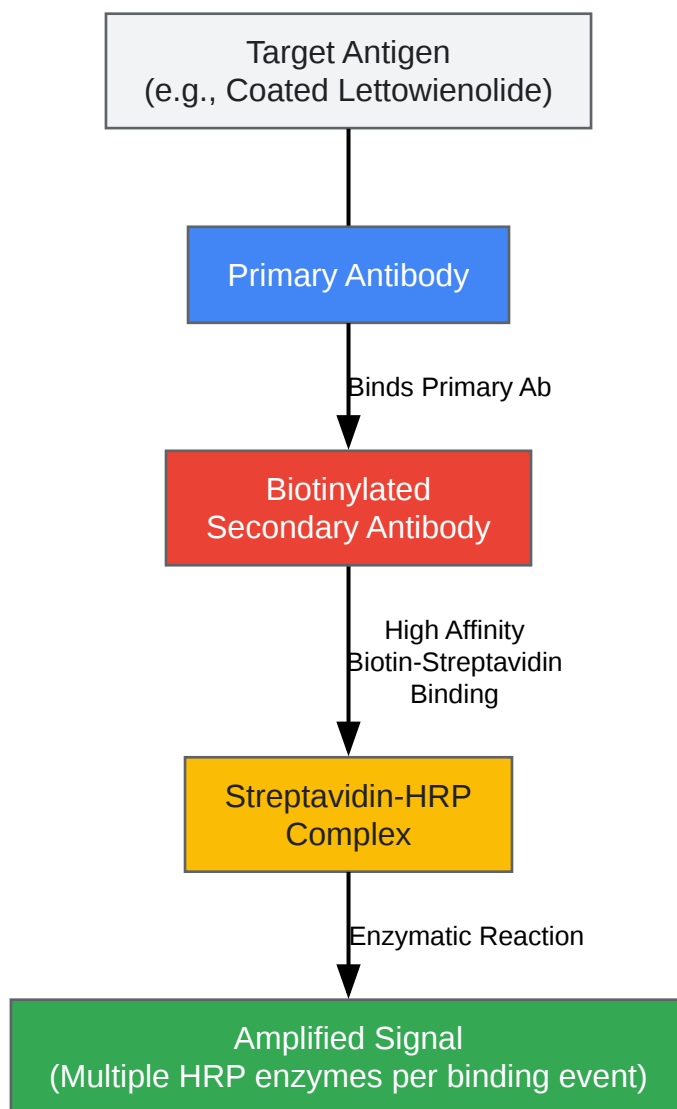 Target Antigen
(e.g., Coated Lettowienolide)
Primary Antibody
Binds Primary Ab
Biotinylated
Secondary Antibody
High Affinity
Biotin-Streptavidin
Binding
Streptavidin-HRP
Complex
Enzymatic Reaction
Amplified Signal
(Multiple HRP enzymes per binding event)